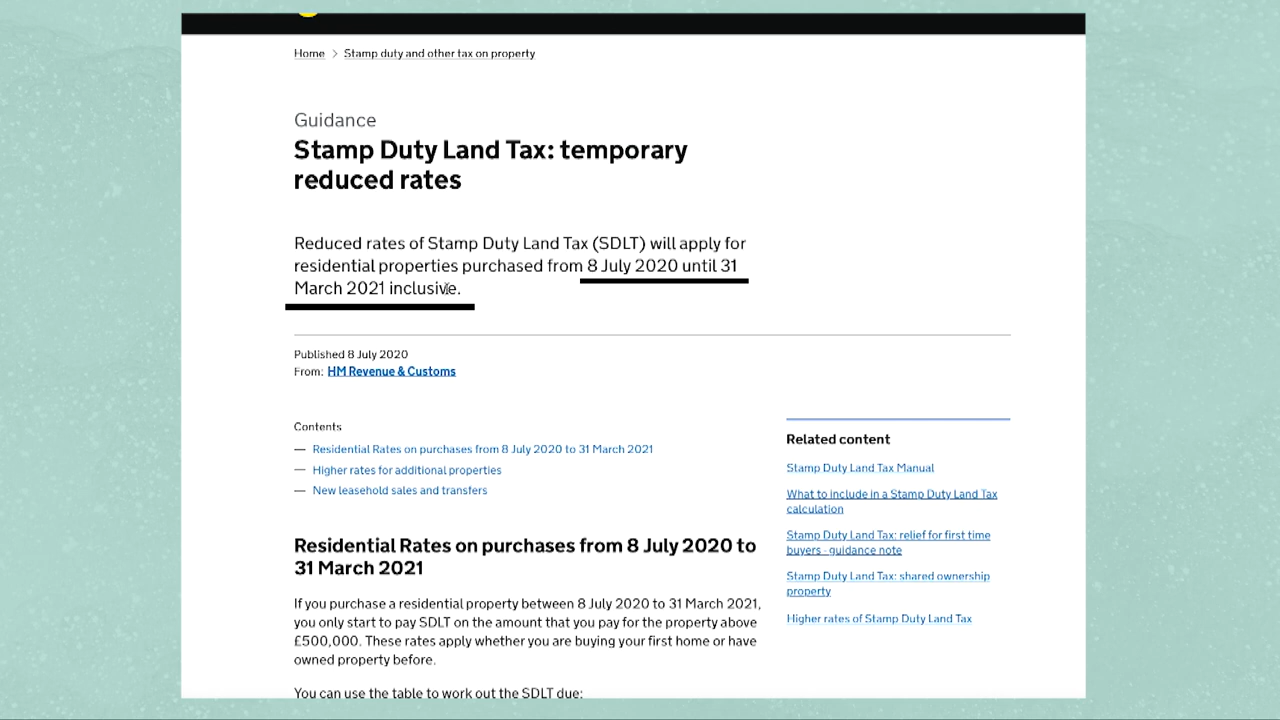 Home > Stamp duty and other tax on property
Guidance
Stamp Duty Land Tax: temporary
reduced rates
Reduced rates of Stamp Duty Land Tax (SDLT) will apply for
residential properties purchased from 8 July 2020 until 31
March 2021 inclusive.
Published 8 July 2020
From: HM Revenue & Customs
Contents
— Residential Rates on purchases from 8 July 2020 to 31 March 2021
— Higher rates for additional properties
— New leasehold sales and transfers
Residential Rates on purchases from 8 July 2020 to
31 March 2021
If you purchase a residential property between 8 July 2020 to 31 March 2021,
you only start to pay SDLT on the amount that you pay for the property above
£500,000. These rates apply whether you are buying your first home or have
owned property before.
You can use the table to work out the SDLT due:
Related content
Stamp Duty Land Tax Manual
What to include in a Stamp Duty Land Tax
calculation
Stamp Duty Land Tax: relief for first time
buyers - guidance note
Stamp Duty Land Tax: shared ownership
property
Higher rates of Stamp Duty Land Tax